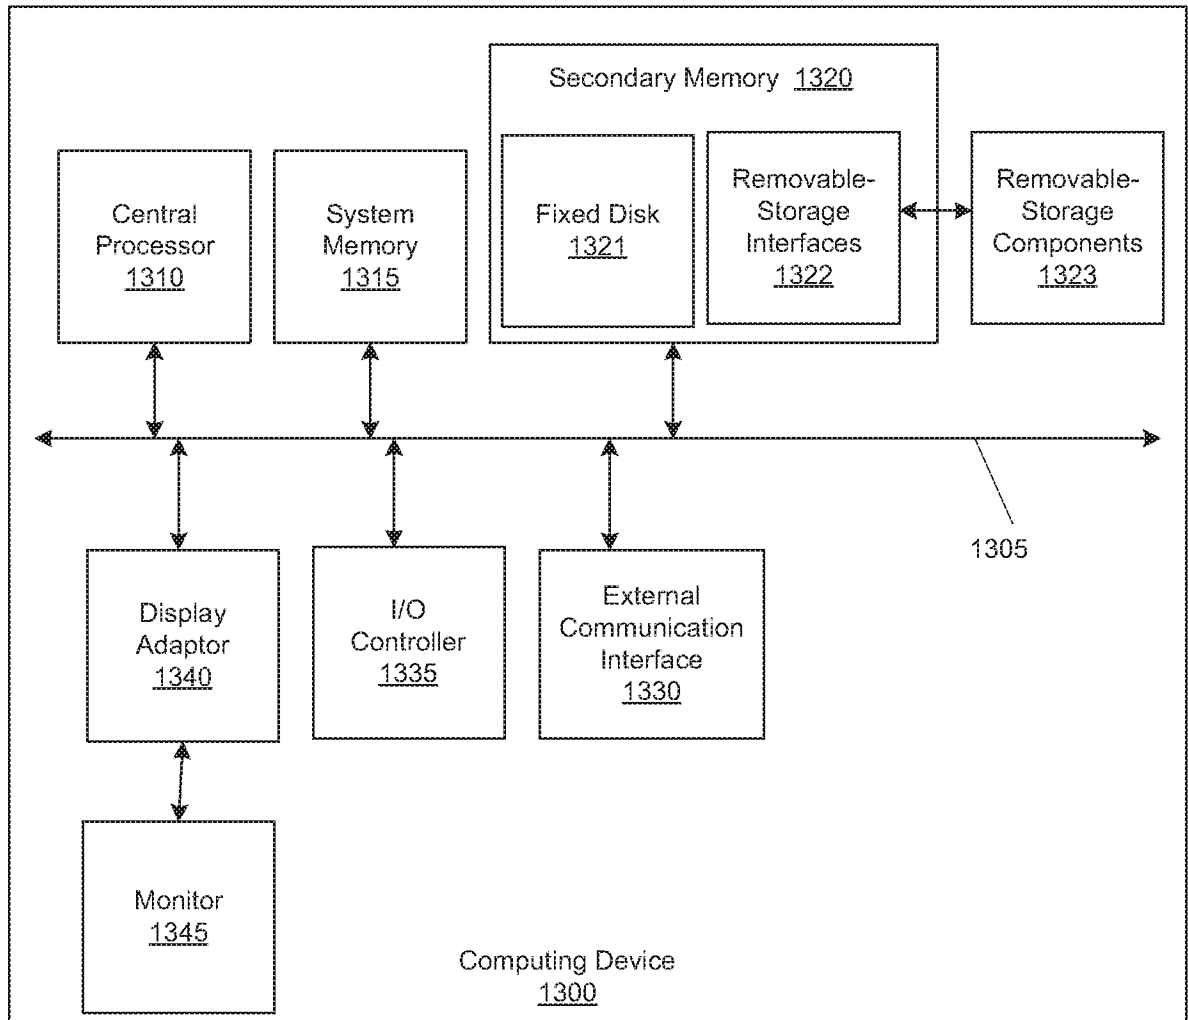 Secondary Memory 1320
Central
Processor
1310
System
Memory
1315
Fixed Disk
1321
Removable-
Storage
Interfaces
1322
Removable-
Storage
Components
1323
1305
Display
Adaptor
1340
I/O
Controller
1335
External
Communication
Interface
1330
Monitor
1345
Computing Device
1300